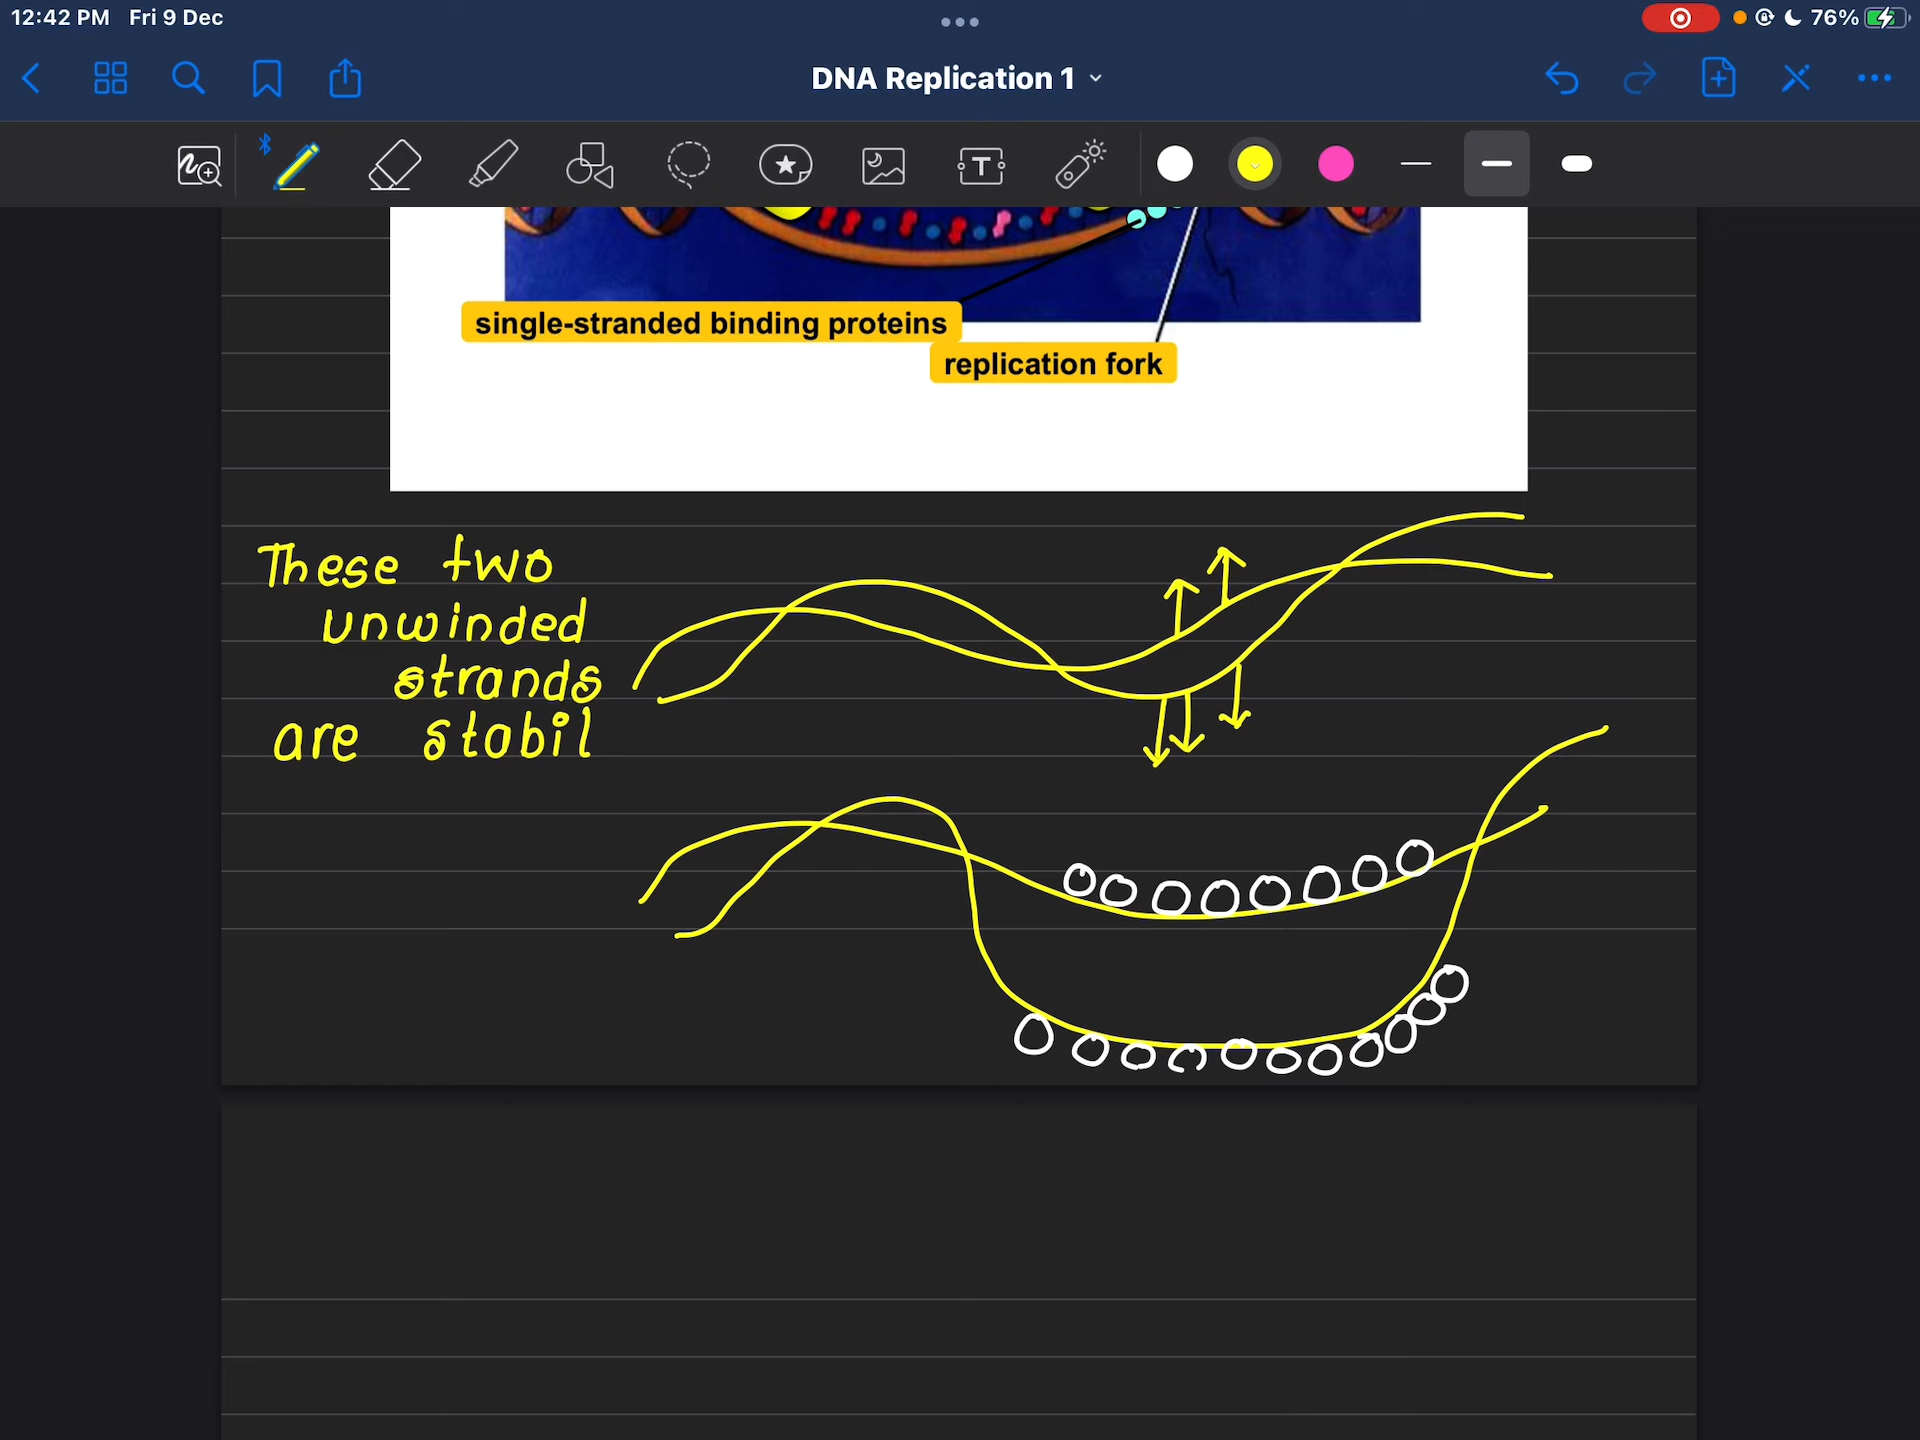 12:42 PM Fri 9 Dec
76%
DNA Replication 1
single-stranded binding proteins
replication fork
These two
unwinded
strands
are stabil